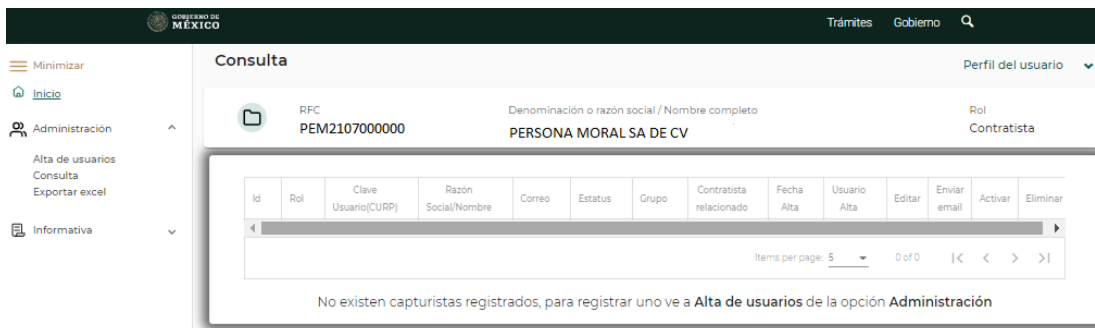 GOBIERNO DE
MÉXICO
Trámites Gobierno
Minimizar
Inicio
Administración
Alta de usuarios
Consulta
Exportar excel
Informativa
Consulta
Perfil del usuario
RFC
PEM2107000000
Denominación o razón social / Nombre completo
PERSONA MORAL SA DE CV
Rol
Contratista
Id Rol Clave Usuario(CURP) Razón Social/Nombre Correo Estatus Grupo Contratista relacionado Fecha Alta Usuario Alta Editar Enviar email Activar Eliminar
Items per page: 5 0 of 0
No existen capturistas registrados, para registrar uno ve a Alta de usuarios de la opción Administración